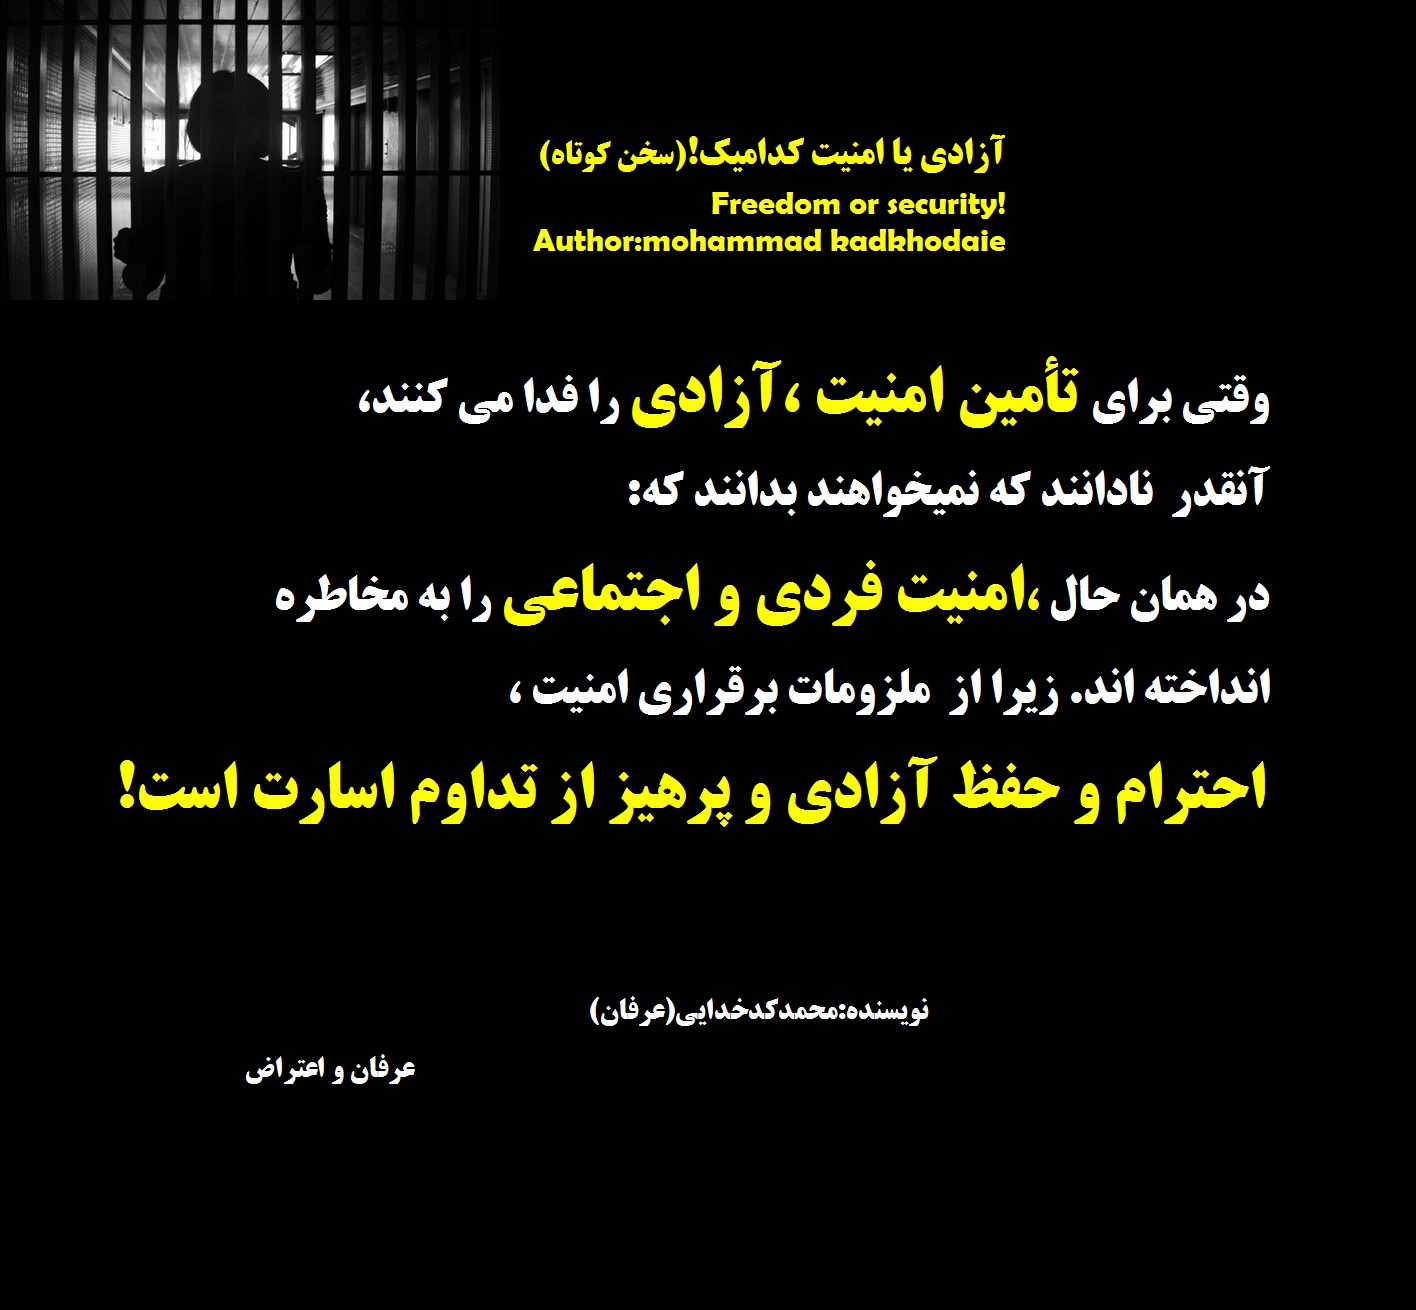 آزادی یا امنیت کدامیک!(سخن کوتاه)
Freedom or security!
Author:mohammad kadkhodaie
وقتی برای تأمین امنیت ،آزادی را فدا می کنند،
آنقدر نادانند که نمیخواهند بدانند که:
در همان حال ،امنیت فردی و اجتماعی را به مخاطره
انداخته اند. زیرا از ملزومات برقراری امنیت ،
احترام و حفظ آزادی و پرهیز از تداوم اسارت است!
نویسنده:محمدکدخدایی(عرفان)
عرفان و اعتراض